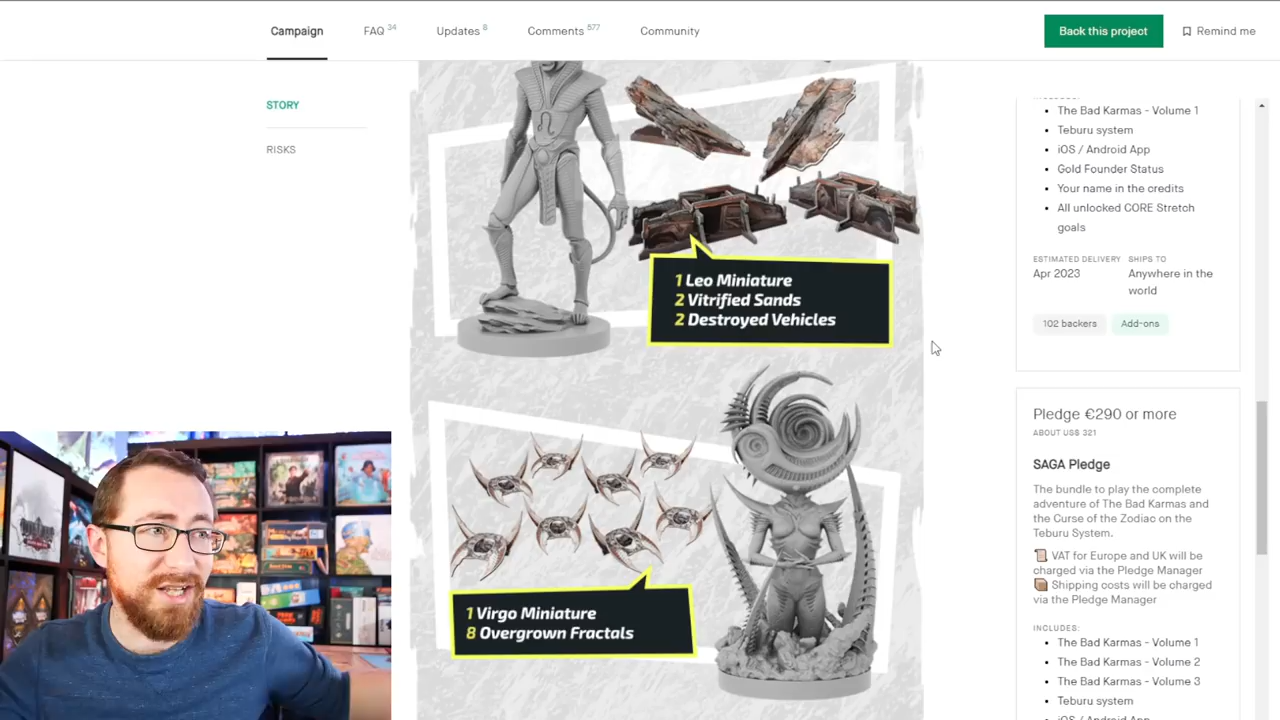 Campaign
FAQ 34
Updates 8
Comments 577
Community
Back this project
Remind me
STORY
RISKS
1 Leo Miniature
2 Vitrified Sands
2 Destroyed Vehicles
1 Virgo Miniature
8 Overgrown Fractals
The Bad Karmas - Volume 1
Teburu system
iOS / Android App
Gold Founder Status
Your name in the credits
All unlocked CORE Stretch
goals
ESTIMATED DELIVERY
Apr 2023
SHIPS TO
Anywhere in the
world
102 backers
Add-ons
Pledge €290 or more
ABOUT US$ 321
SAGA Pledge
The bundle to play the complete
adventure of The Bad Karmas and
the Curse of the Zodiac on the
Teburu System.
VAT for Europe and UK will be
charged via the Pledge Manager
Shipping costs will be charged
via the Pledge Manager
INCLUDES:
The Bad Karmas - Volume 1
The Bad Karmas - Volume 2
The Bad Karmas - Volume 3
Teburu system